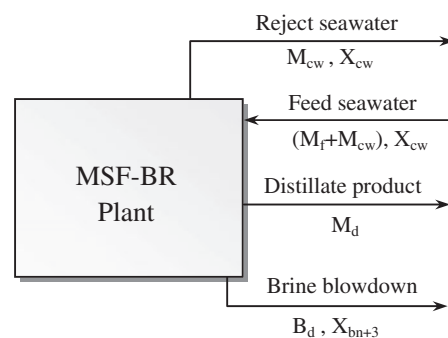 Reject seawater
M_cw , X_cw
Feed seawater
(M_f+M_cw), X_cw
MSF-BR
Plant
Distillate product
M_d
Brine blowdown
B_d , X_bn+3